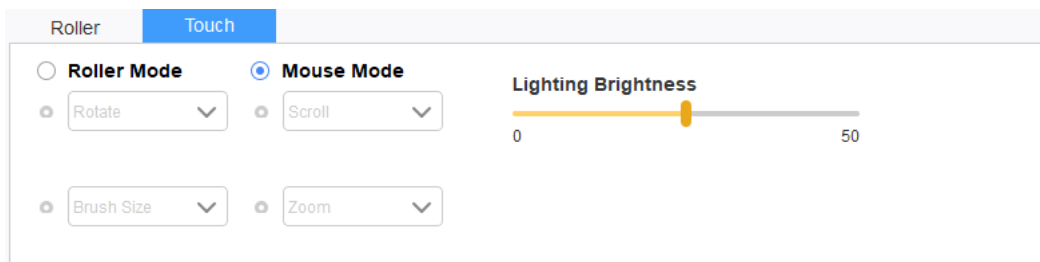 Roller Touch
Roller Mode Mouse Mode
Lighting Brightness
Rotate Scroll
0 50
Brush Size Zoom